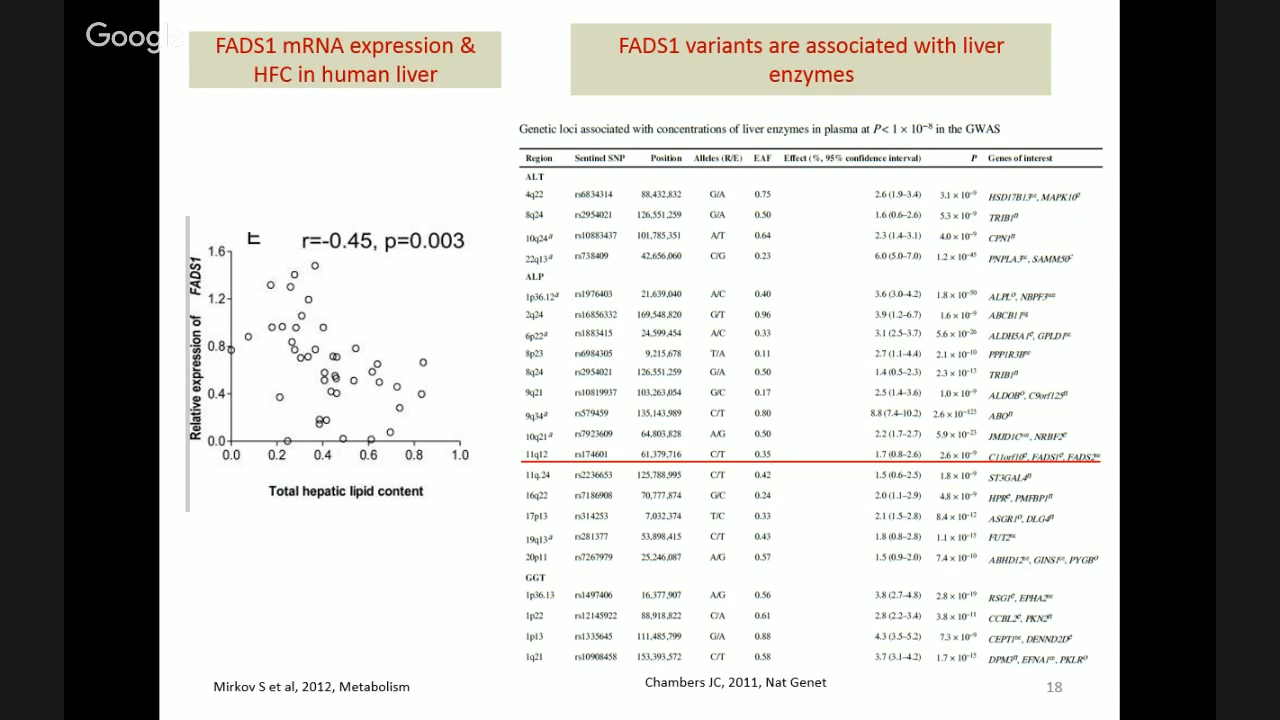 Google
FADS1 mRNA expression &
HFC in human liver
FADS1 variants are associated with liver
enzymes
E
r=-0.45, p=0.003
Relative expression of FADS1
1.6
1.2
0.8
0.4
0.0
0.0 0.2 0.4 0.6 0.8 1.0
Total hepatic lipid content
Genetic loci associated with concentrations of liver enzymes in plasma at P< 1 × 10⁻⁸ in the GWAS
Region Sentinel SNP Position Alleles (R/E) EAF Effect (%, 95% confidence interval) P Genes of interest
ALT
4q22 rs6834314 88,432,832 G/A 0.75 2.6 (1.9–3.4) 3.1 × 10⁻⁹ HSD17B13ⁿᶜ, MAPK10ᵍ
8q24 rs2954021 126,551,259 G/A 0.50 1.6 (0.6–2.6) 5.3 × 10⁻⁹ TRIB1ⁿ
10q24ᵃ rs10883437 101,785,351 A/T 0.64 2.3 (1.4–3.1) 4.0 × 10⁻⁹ CPN1ⁿ
22q13ᵃ rs738409 42,656,060 C/G 0.23 6.0 (5.0–7.0) 1.2 × 10⁻⁴⁵ PNPLA3, SAMM50
ALP
1p36.12ᵃ rs1976403 21,639,040 A/C 0.40 3.6 (3.0–4.2) 1.8 × 10⁻⁵⁰ ALPL, NBPF3
2q24 rs16856332 169,548,820 G/T 0.96 3.9 (1.2–6.7) 1.6 × 10⁻⁹ ABCB11
6p22ᵃ rs1883415 24,599,454 A/C 0.33 3.1 (2.5–3.7) 5.6 × 10⁻²⁶ ALDH5A1, GPLD1
8p23 rs6984305 9,215,678 T/A 0.11 2.7 (1.1–4.4) 2.1 × 10⁻¹⁰ PPP1R3B
8q24 rs2954021 126,551,259 G/A 0.50 1.4 (0.5–2.3) 2.3 × 10⁻¹³ TRIB1ⁿ
9q21 rs10819937 103,263,054 G/C 0.17 2.5 (1.4–3.6) 1.0 × 10⁻⁹ ALDOB, C9orf125ⁿ
9q34ᵃ rs579459 135,143,989 C/T 0.80 8.8 (7.4–10.2) 2.6 × 10⁻¹²³ ABOⁿ
10q21ᵃ rs7923609 64,803,828 A/G 0.50 2.2 (1.7–2.7) 5.9 × 10⁻²³ JMJD1C, NRBF2
11q12 rs174601 61,379,716 C/T 0.35 1.7 (0.8–2.6) 2.6 × 10⁻⁹ C11orf10, FADS1, FADS2
11q.24 rs2236653 125,788,995 C/T 0.42 1.5 (0.6–2.5) 1.8 × 10⁻⁹ ST3GAL4ⁿ
16q22 rs7186908 70,777,874 G/C 0.24 2.0 (1.1–2.9) 4.8 × 10⁻⁹ HPR, PMFBP1ⁿ
17p13 rs314253 7,032,374 T/C 0.33 2.1 (1.5–2.8) 8.4 × 10⁻¹² ASGR1, DLG4ⁿ
19q13ᵃ rs281377 53,898,415 C/T 0.43 1.8 (0.8–2.8) 1.1 × 10⁻¹⁵ FUT2
20p11 rs7267979 25,246,087 A/G 0.57 1.5 (0.9–2.0) 7.4 × 10⁻¹⁰ ABHD12, GINS1, PYGB
GGT
1p36.13 rs1497406 16,377,907 A/G 0.56 3.8 (2.7–4.8) 2.8 × 10⁻¹⁹ RSG1, EPHA2
1p22 rs12145922 88,918,822 C/A 0.61 2.8 (2.2–3.4) 3.8 × 10⁻¹¹ CCBL2, PKN2ⁿ
1p13 rs1335645 111,485,799 G/A 0.88 4.3 (3.5–5.2) 7.3 × 10⁻⁹ CEPT1, DENND2D
1q21 rs10908458 153,393,572 C/T 0.58 3.7 (3.1–4.2) 1.7 × 10⁻¹⁵ DPM3ⁿ, EFNA1, PKLR
Mirkov S et al, 2012, Metabolism
Chambers JC, 2011, Nat Genet
18